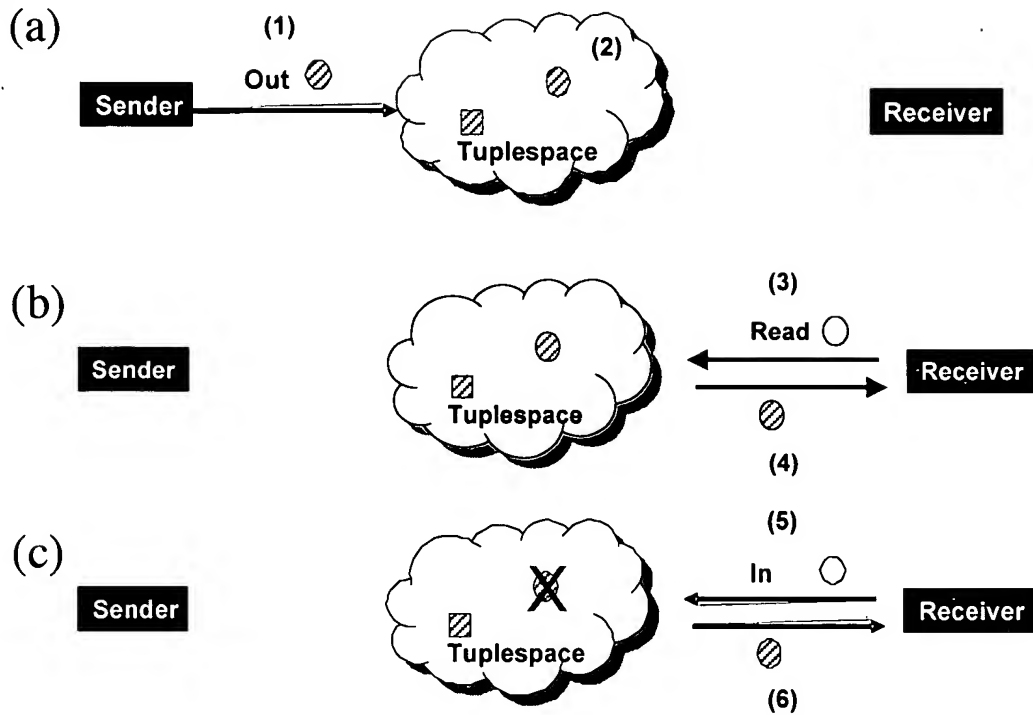 (a)
(1)
Out
(2)
Sender
Tuplespace
Receiver
(b)
(3)
Read
Sender
Tuplespace
Receiver
(4)
(c)
(5)
In
Sender
Tuplespace
Receiver
(6)